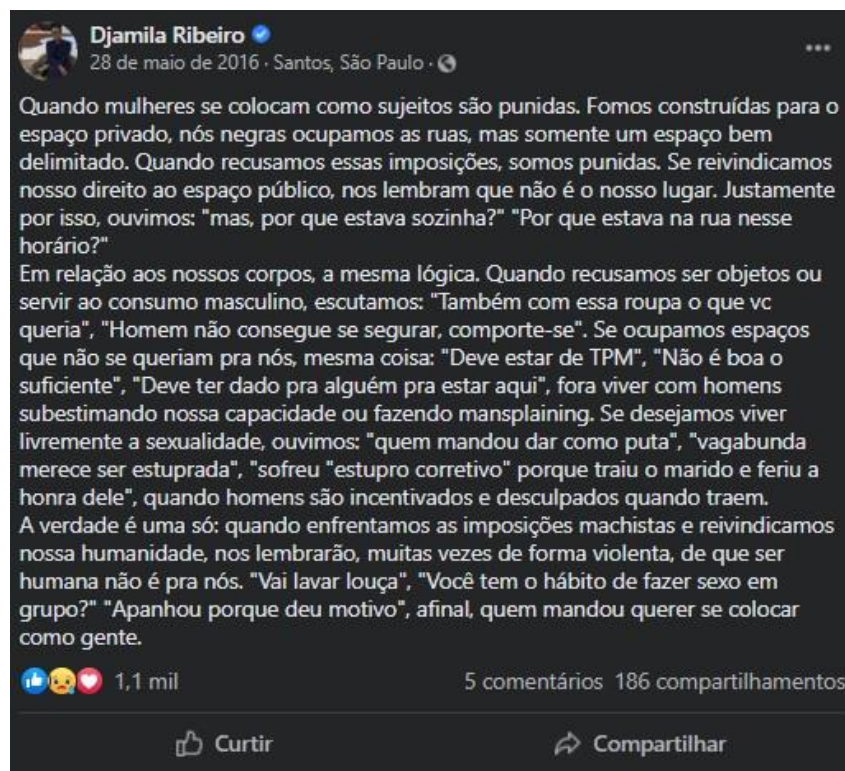 Djamila Ribeiro
28 de maio de 2016 · Santos, São Paulo ·
Quando mulheres se colocam como sujeitos são punidas. Fomos construídas para o
espaço privado, nós negras ocupamos as ruas, mas somente um espaço bem
delimitado. Quando recusamos essas imposições, somos punidas. Se reivindicamos
nosso direito ao espaço público, nos lembram que não é o nosso lugar. Justamente
por isso, ouvimos: "mas, por que estava sozinha?" "Por que estava na rua nesse
horário?"
Em relação aos nossos corpos, a mesma lógica. Quando recusamos ser objetos ou
servir ao consumo masculino, escutamos: "Também com essa roupa o que vc
queria", "Homem não consegue se segurar, comporte-se". Se ocupamos espaços
que não se queriam pra nós, mesma coisa: "Deve estar de TPM", "Não é boa o
suficiente", "Deve ter dado pra alguém pra estar aqui", fora viver com homens
subestimando nossa capacidade ou fazendo mansplaining. Se desejamos viver
livremente a sexualidade, ouvimos: "quem mandou dar como puta", "vagabunda
merece ser estuprada", "sofreu "estupro corretivo" porque traiu o marido e feriu a
honra dele", quando homens são incentivados e desculpados quando traem.
A verdade é uma só: quando enfrentamos as imposições machistas e reivindicamos
nossa humanidade, nos lembrarão, muitas vezes de forma violenta, de que ser
humana não é pra nós. "Vai lavar louça", "Você tem o hábito de fazer sexo em
grupo?" "Apanhou porque deu motivo", afinal, quem mandou querer se colocar
como gente.
1,1 mil 5 comentários 186 compartilhamentos
Curtir Compartilhar